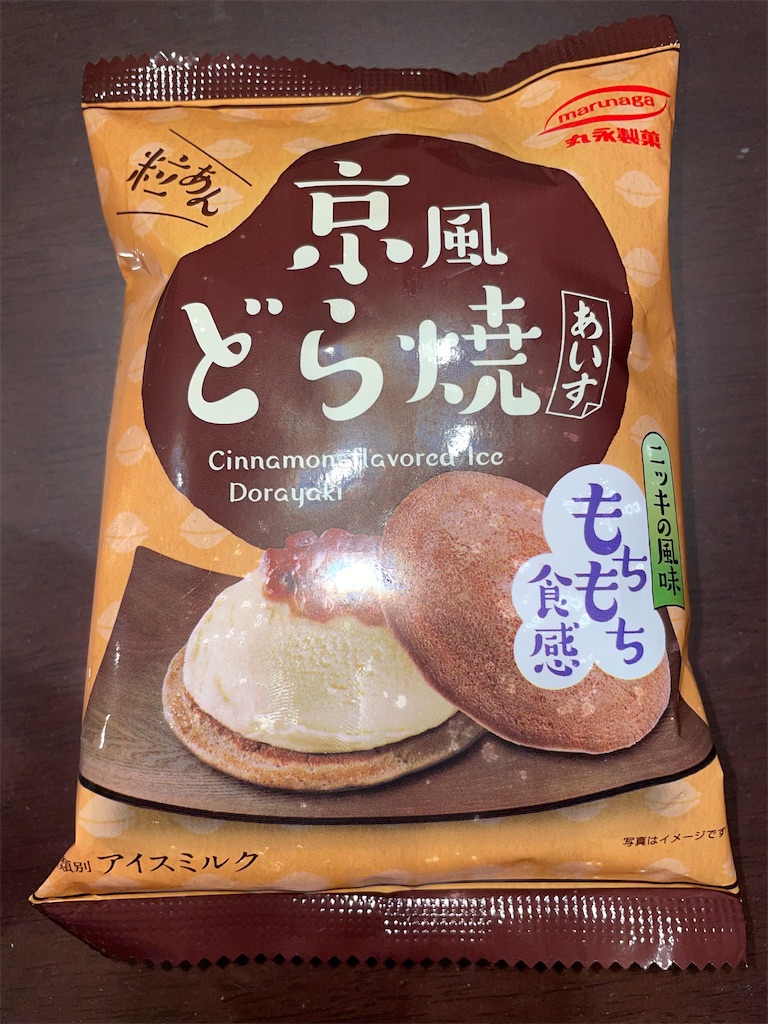 marunaga
丸永製菓
粒あん
京風
どら焼
あいす
Cinnamon-flavored Ice
Dorayaki
ニッキの風味
もちもち
食感
写真はイメージです
類別 アイスミルク